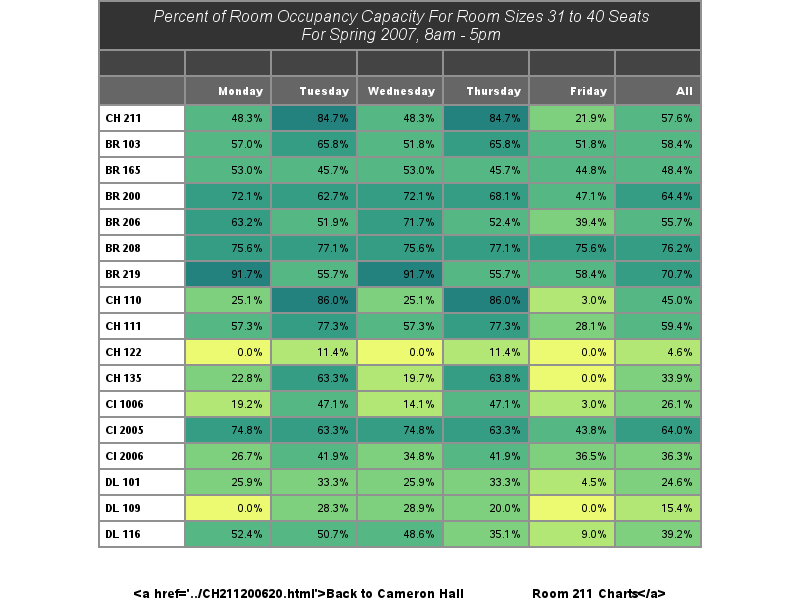 Percent of Room Occupancy Capacity For Room Sizes 31 to 40 Seats
For Spring 2007, 8am - 5pm
Monday Tuesday Wednesday Thursday Friday All
CH 211 48.3% 84.7% 48.3% 84.7% 21.9% 57.6%
BR 103 57.0% 65.8% 51.8% 65.8% 51.8% 58.4%
BR 165 53.0% 45.7% 53.0% 45.7% 44.8% 48.4%
BR 200 72.1% 62.7% 72.1% 68.1% 47.1% 64.4%
BR 206 63.2% 51.9% 71.7% 52.4% 39.4% 55.7%
BR 208 75.6% 77.1% 75.6% 77.1% 75.6% 76.2%
BR 219 91.7% 55.7% 91.7% 55.7% 58.4% 70.7%
CH 110 25.1% 86.0% 25.1% 86.0% 3.0% 45.0%
CH 111 57.3% 77.3% 57.3% 77.3% 28.1% 59.4%
CH 122 0.0% 11.4% 0.0% 11.4% 0.0% 4.6%
CH 135 22.8% 63.3% 19.7% 63.8% 0.0% 33.9%
CI 1006 19.2% 47.1% 14.1% 47.1% 3.0% 26.1%
CI 2005 74.8% 63.3% 74.8% 63.3% 43.8% 64.0%
CI 2006 26.7% 41.9% 34.8% 41.9% 36.5% 36.3%
DL 101 25.9% 33.3% 25.9% 33.3% 4.5% 24.6%
DL 109 0.0% 28.3% 28.9% 20.0% 0.0% 15.4%
DL 116 52.4% 50.7% 48.6% 35.1% 9.0% 39.2%
<a href='../CH211200620.html'>Back to Cameron Hall Room 211 Charts</a>